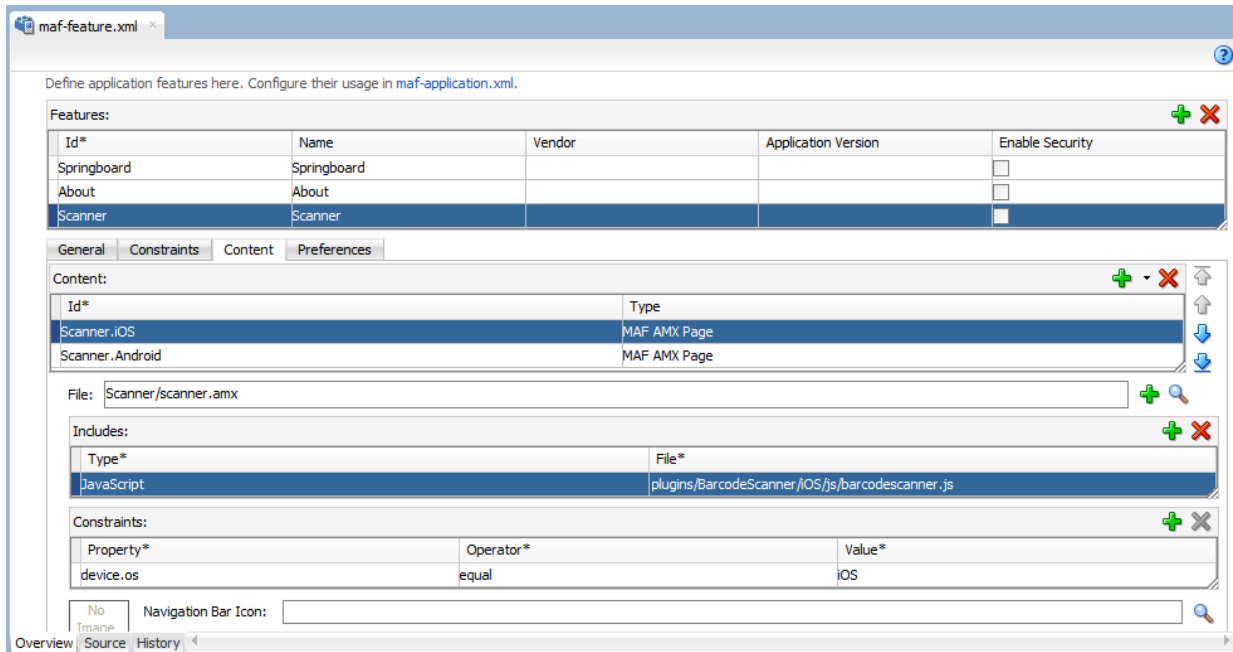 maf-feature.xml
Define application features here. Configure their usage in maf-application.xml.
Features:
Id* Name Vendor Application Version Enable Security
Springboard Springboard
About About
Scanner Scanner
General Constraints Content Preferences
Content:
Id* Type
Scanner.iOS MAF AMX Page
Scanner.Android MAF AMX Page
File: Scanner/scanner.amx
Includes:
Type* File*
JavaScript plugins/BarcodeScanner/iOS/js/barcodescanner.js
Constraints:
Property* Operator* Value*
device.os equal iOS
No Navigation Bar Icon:
Image
Overview Source History